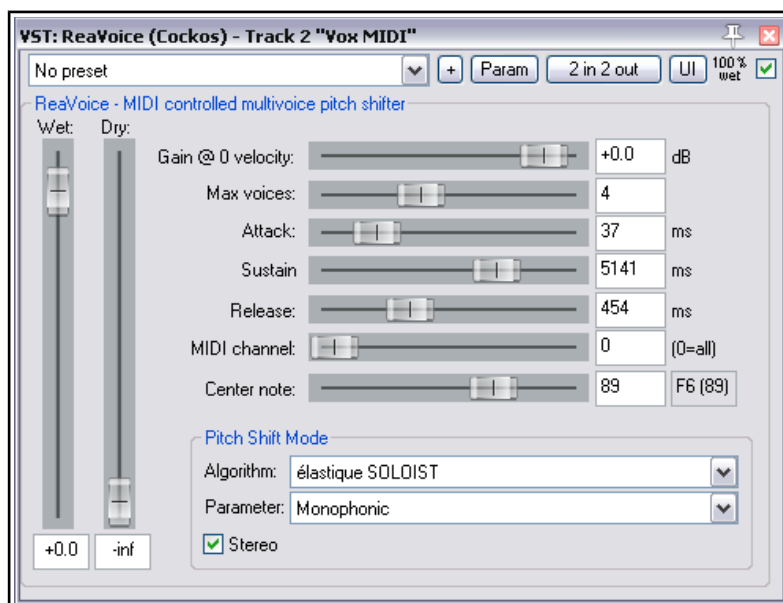 VST: ReaVoice (Cockos) - Track 2 "Vox MIDI"
No preset + Param 2 in 2 out UI 100% wet
ReaVoice - MIDI controlled multivoice pitch shifter
Wet: Dry:
Gain @ 0 velocity: +0.0 dB
Max voices: 4
Attack: 37 ms
Sustain 5141 ms
Release: 454 ms
MIDI channel: 0 (0=all)
Center note: 89 F6 (89)
Pitch Shift Mode
Algorithm: élastique SOLOIST
Parameter: Monophonic
Stereo
+0.0 -inf